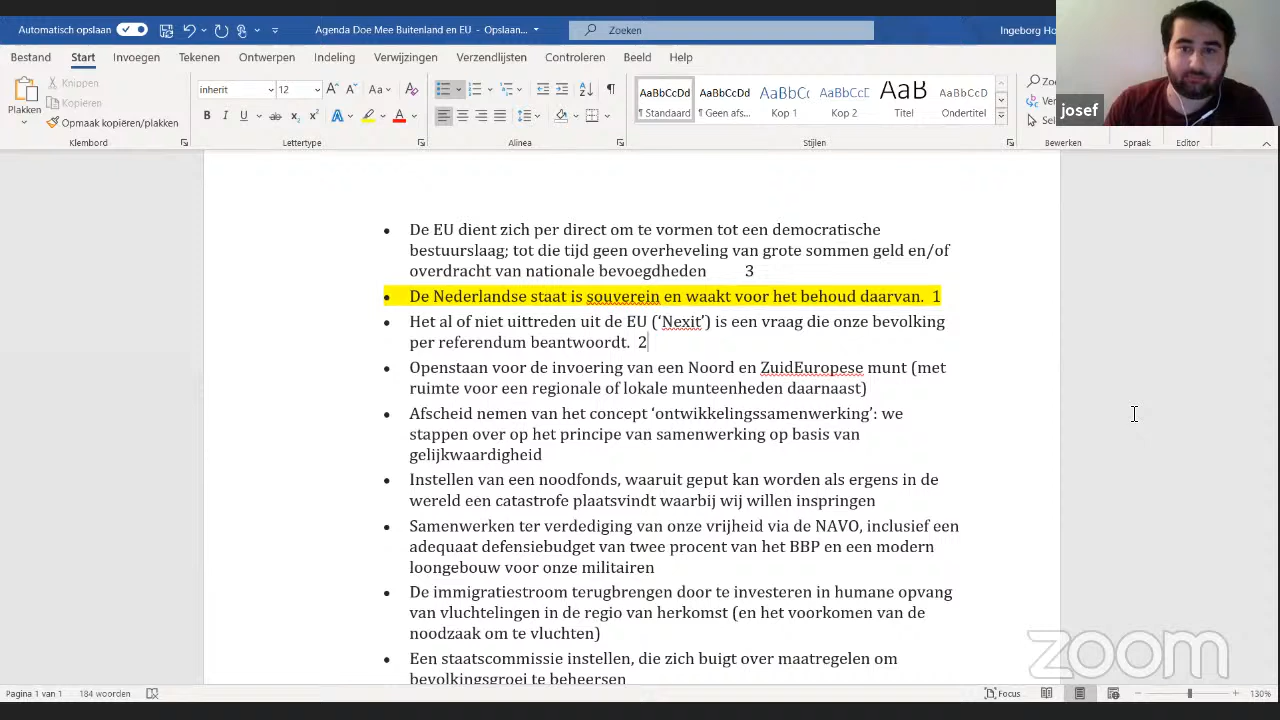 Automatisch opslaan
Agenda Doe Mee Buitenland en EU - Opslaan...
Zoeken
Ingeborg Ho
Bestand Start Invoegen Tekenen Ontwerpen Indeling Verwijzingen Verzendlijsten Controleren Beeld Help
Plakken
Knippen
Kopiëren
Opmaak kopiëren/plakken
inherit 12
AaBbCcDd AaBbCcDd AaBbCc AaBbCcD AaB AaBbCcD
¶ Standaard ¶ Geen afs... Kop 1 Kop 2 Titel Ondertitel
Zo
Ver
Sel
josef
Klembord Lettertype Alinea Stijlen Bewerken Spraak Editor
• De EU dient zich per direct om te vormen tot een democratische
bestuurslaag; tot die tijd geen overheveling van grote sommen geld en/of
overdracht van nationale bevoegdheden 3
• De Nederlandse staat is souverein en waakt voor het behoud daarvan. 1
• Het al of niet uittreden uit de EU (‘Nexit’) is een vraag die onze bevolking
per referendum beantwoordt. 2
• Openstaan voor de invoering van een Noord en ZuidEuropese munt (met
ruimte voor een regionale of lokale munteenheden daarnaast)
• Afscheid nemen van het concept ‘ontwikkelingssamenwerking’: we
stappen over op het principe van samenwerking op basis van
gelijkwaardigheid
• Instellen van een noodfonds, waaruit geput kan worden als ergens in de
wereld een catastrofe plaatsvindt waarbij wij willen inspringen
• Samenwerken ter verdediging van onze vrijheid via de NAVO, inclusief een
adequaat defensiebudget van twee procent van het BBP en een modern
loongebouw voor onze militairen
• De immigratiestroom terugbrengen door te investeren in humane opvang
van vluchtelingen in de regio van herkomst (en het voorkomen van de
noodzaak om te vluchten)
• Een staatscommissie instellen, die zich buigt over maatregelen om
bevolkingsgroei te beheersen
zoom
Pagina 1 van 1 184 woorden Focus 130%